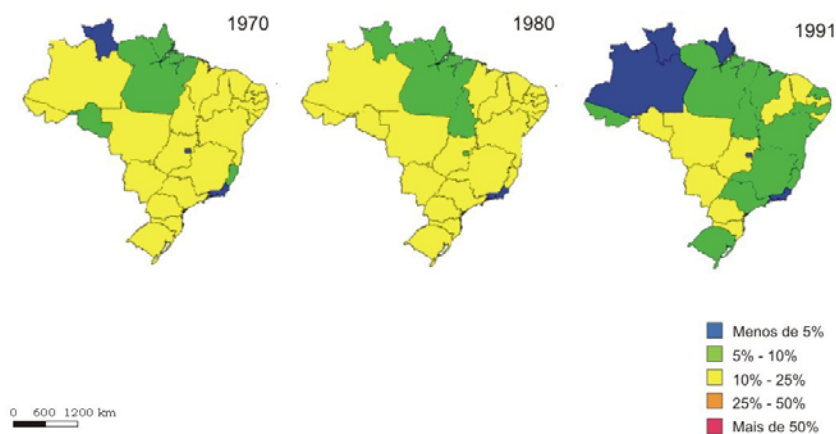 1970
1980
1991
Menos de 5%
5% - 10%
10% - 25%
25% - 50%
Mais de 50%
0 600 1200 km